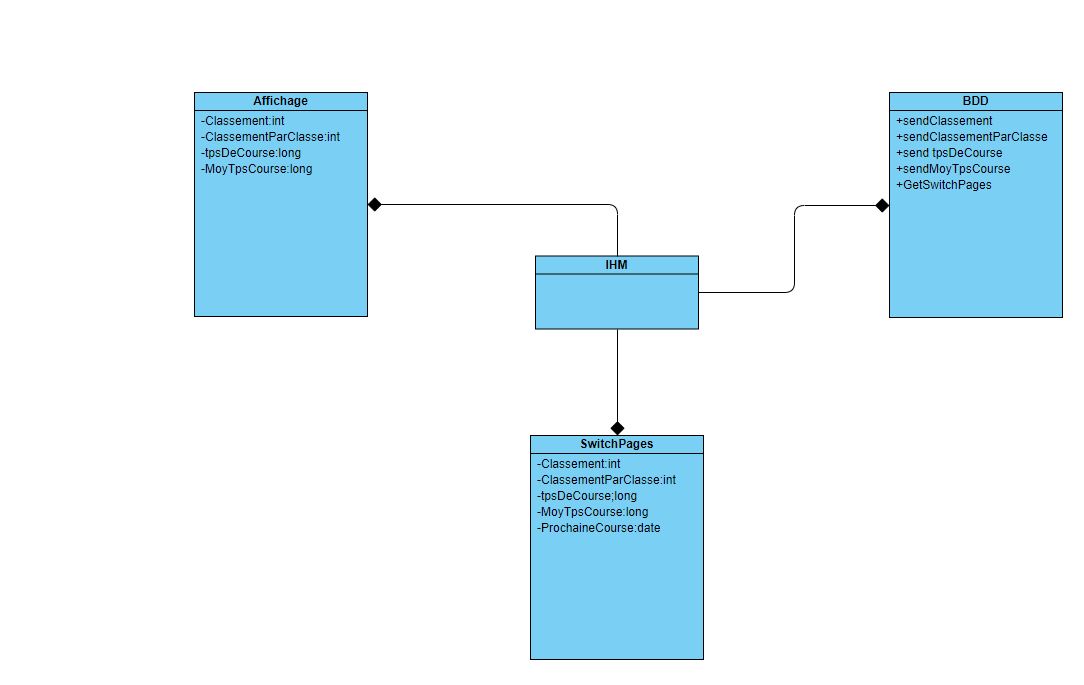 Affichage
-Classement:int
-ClassementParClasse:int
-tpsDeCourse:long
-MoyTpsCourse:long
BDD
+sendClassement
+sendClassementParClasse
+send tpsDeCourse
+sendMoyTpsCourse
+GetSwitchPages
IHM
SwitchPages
-Classement:int
-ClassementParClasse:int
-tpsDeCourse;long
-MoyTpsCourse:long
-ProchaineCourse:date